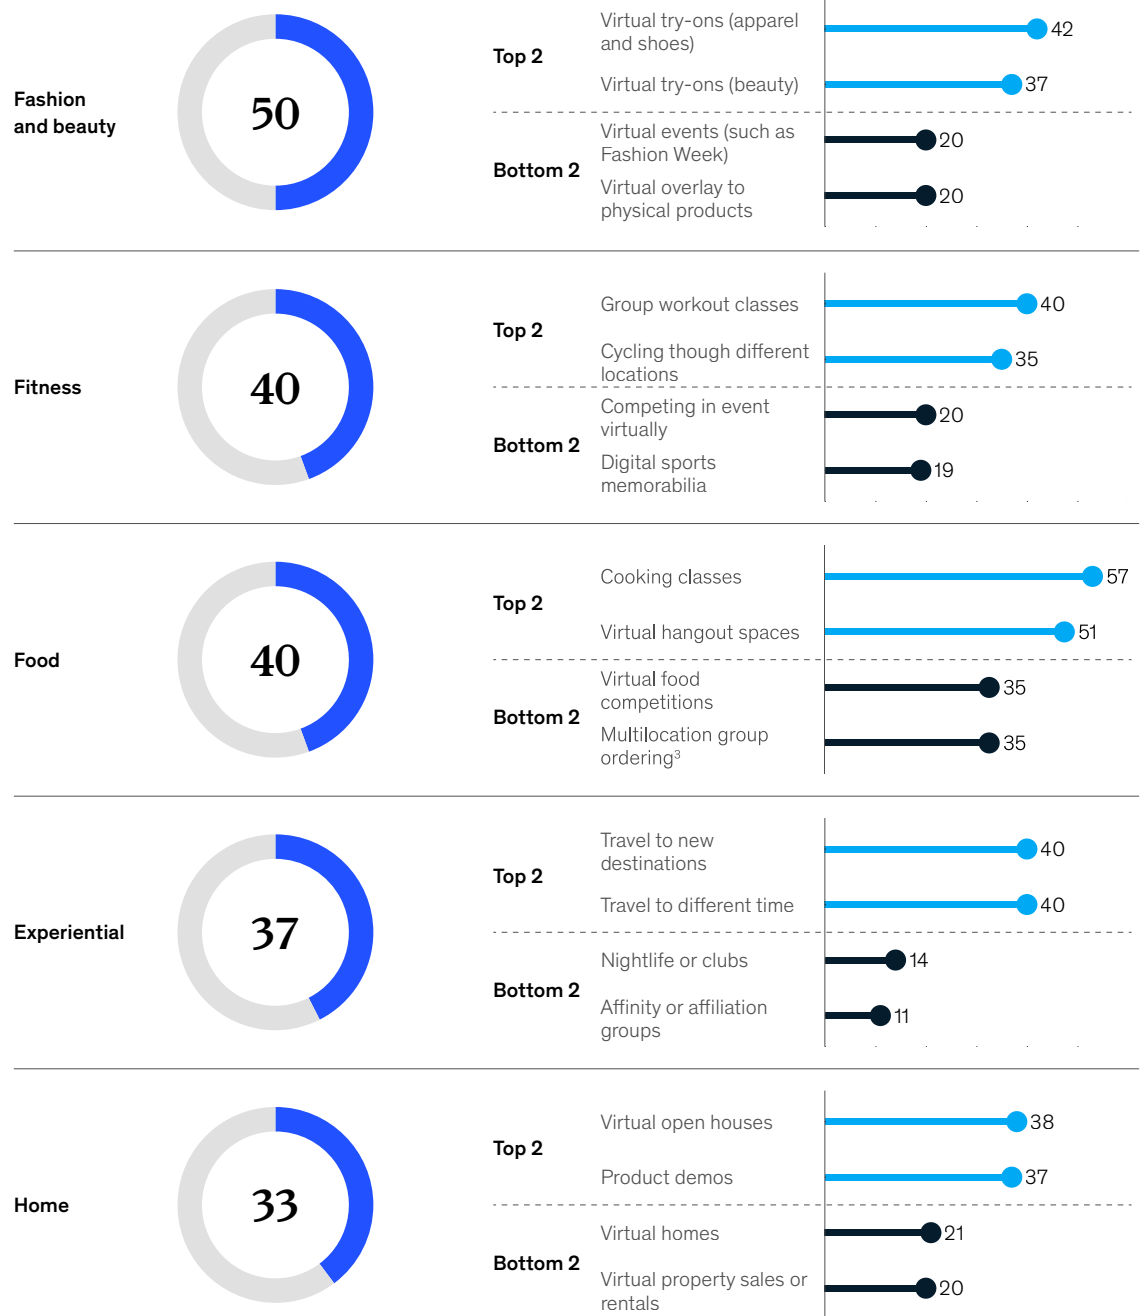 Fashion
and beauty
50
Top 2
Virtual try-ons (apparel
and shoes)
42
Virtual try-ons (beauty)
37
Bottom 2
Virtual events (such as
Fashion Week)
20
Virtual overlay to
physical products
20
Fitness
40
Top 2
Group workout classes
40
Cycling though different
locations
35
Bottom 2
Competing in event
virtually
20
Digital sports
memorabilia
19
Food
40
Top 2
Cooking classes
57
Virtual hangout spaces
51
Bottom 2
Virtual food
competitions
35
Multilocation group
ordering³
35
Experiential
37
Top 2
Travel to new
destinations
40
Travel to different time
40
Bottom 2
Nightlife or clubs
14
Affinity or affiliation
groups
11
Home
33
Top 2
Virtual open houses
38
Product demos
37
Bottom 2
Virtual homes
21
Virtual property sales or
rentals
20